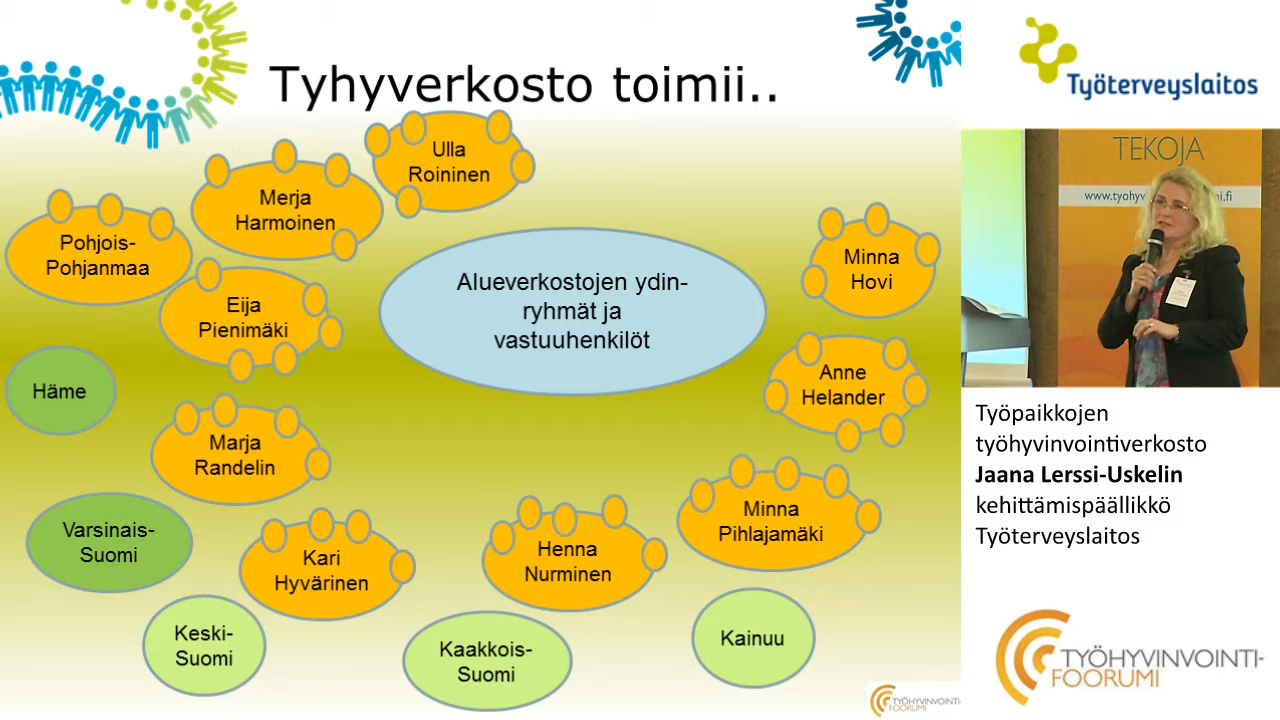 Tyhyverkosto toimii..
Ulla
Roininen
Merja
Harmoinen
Pohjois-
Pohjanmaa
Eija
Pienimäki
Alueverkostojen ydin-
ryhmät ja
vastuuhenkilöt
Minna
Hovi
Anne
Helander
Häme
Marja
Randelin
Minna
Pihlajamäki
Varsinais-
Suomi
Kari
Hyvärinen
Henna
Nurminen
Keski-
Suomi
Kaakkois-
Suomi
Kainuu
TYÖHYVINVOINTI-
FOORUMI
Työterveyslaitos
TEKOJA
Työpaikkojen
työhyvinvointiverkosto
Jaana Lerssi-Uskelin
kehittämispäällikkö
Työterveyslaitos
TYÖHYVINVOINTI-
FOORUMI